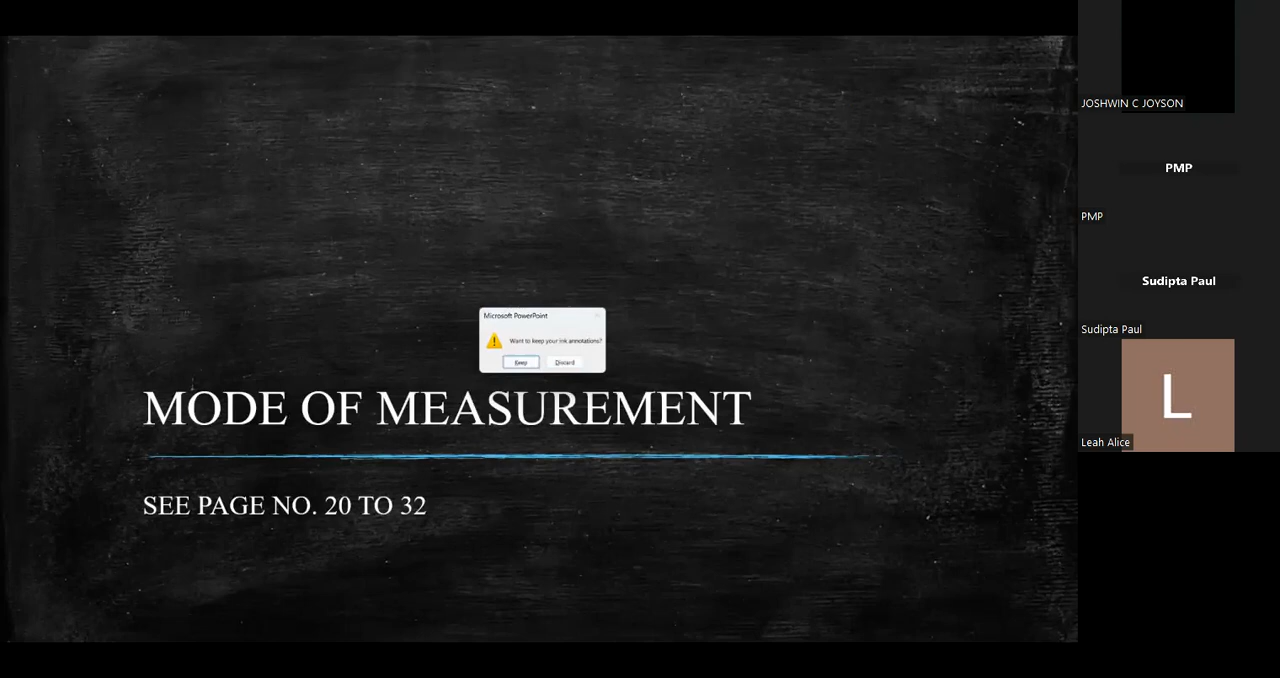 JOSHWIN C JOYSON
PMP
PMP
Sudipta Paul
Sudipta Paul
L
Leah Alice
Microsoft PowerPoint
Want to keep your ink annotations?
Keep
Discard
MODE OF MEASUREMENT
SEE PAGE NO. 20 TO 32